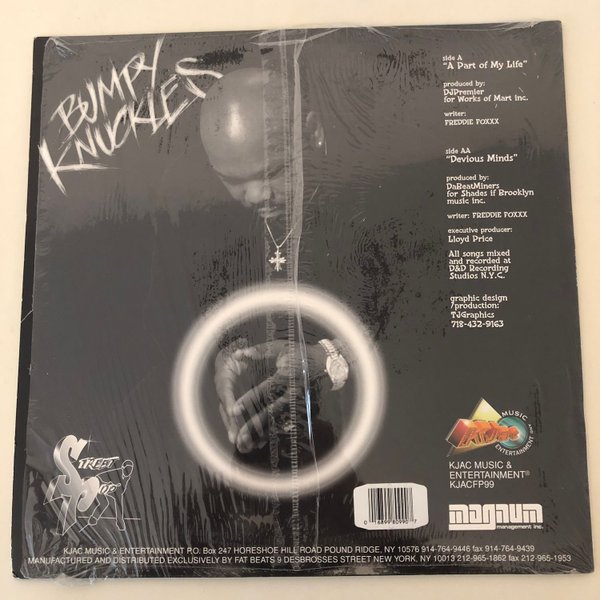 BUMPY
KNUCKLES
side A
"A Part of My Life"
produced by:
DJPremier
for Works of Mart inc.
writer:
FREDDIE FOXXX
side AA
"Devious Minds"
produced by:
DaBeatMiners
for Shades if Brooklyn
music inc.
writer: FREDDIE FOXXX
executive producer:
Lloyd Price
All songs mixed
and recorded at
D&D Recording
Studios N.Y.C.
graphic design
/production:
TJGraphics
718-432-9163
MUSIC
ENTERTAINMENT
KJAC MUSIC &
ENTERTAINMENT®
KJACFP99
STREET
magnum
management inc.
KJAC MUSIC & ENTERTAINMENT P.O. Box 247 HORESHOE HILL ROAD POUND RIDGE, NY 10576 914-764-9446 fax 914-764-9439
MANUFACTURED AND DISTRIBUTED EXCLUSIVELY BY FAT BEATS 9 DESBROSSES STREET NEW YORK, NY 10013 212-965-1862 fax 212-965-1953